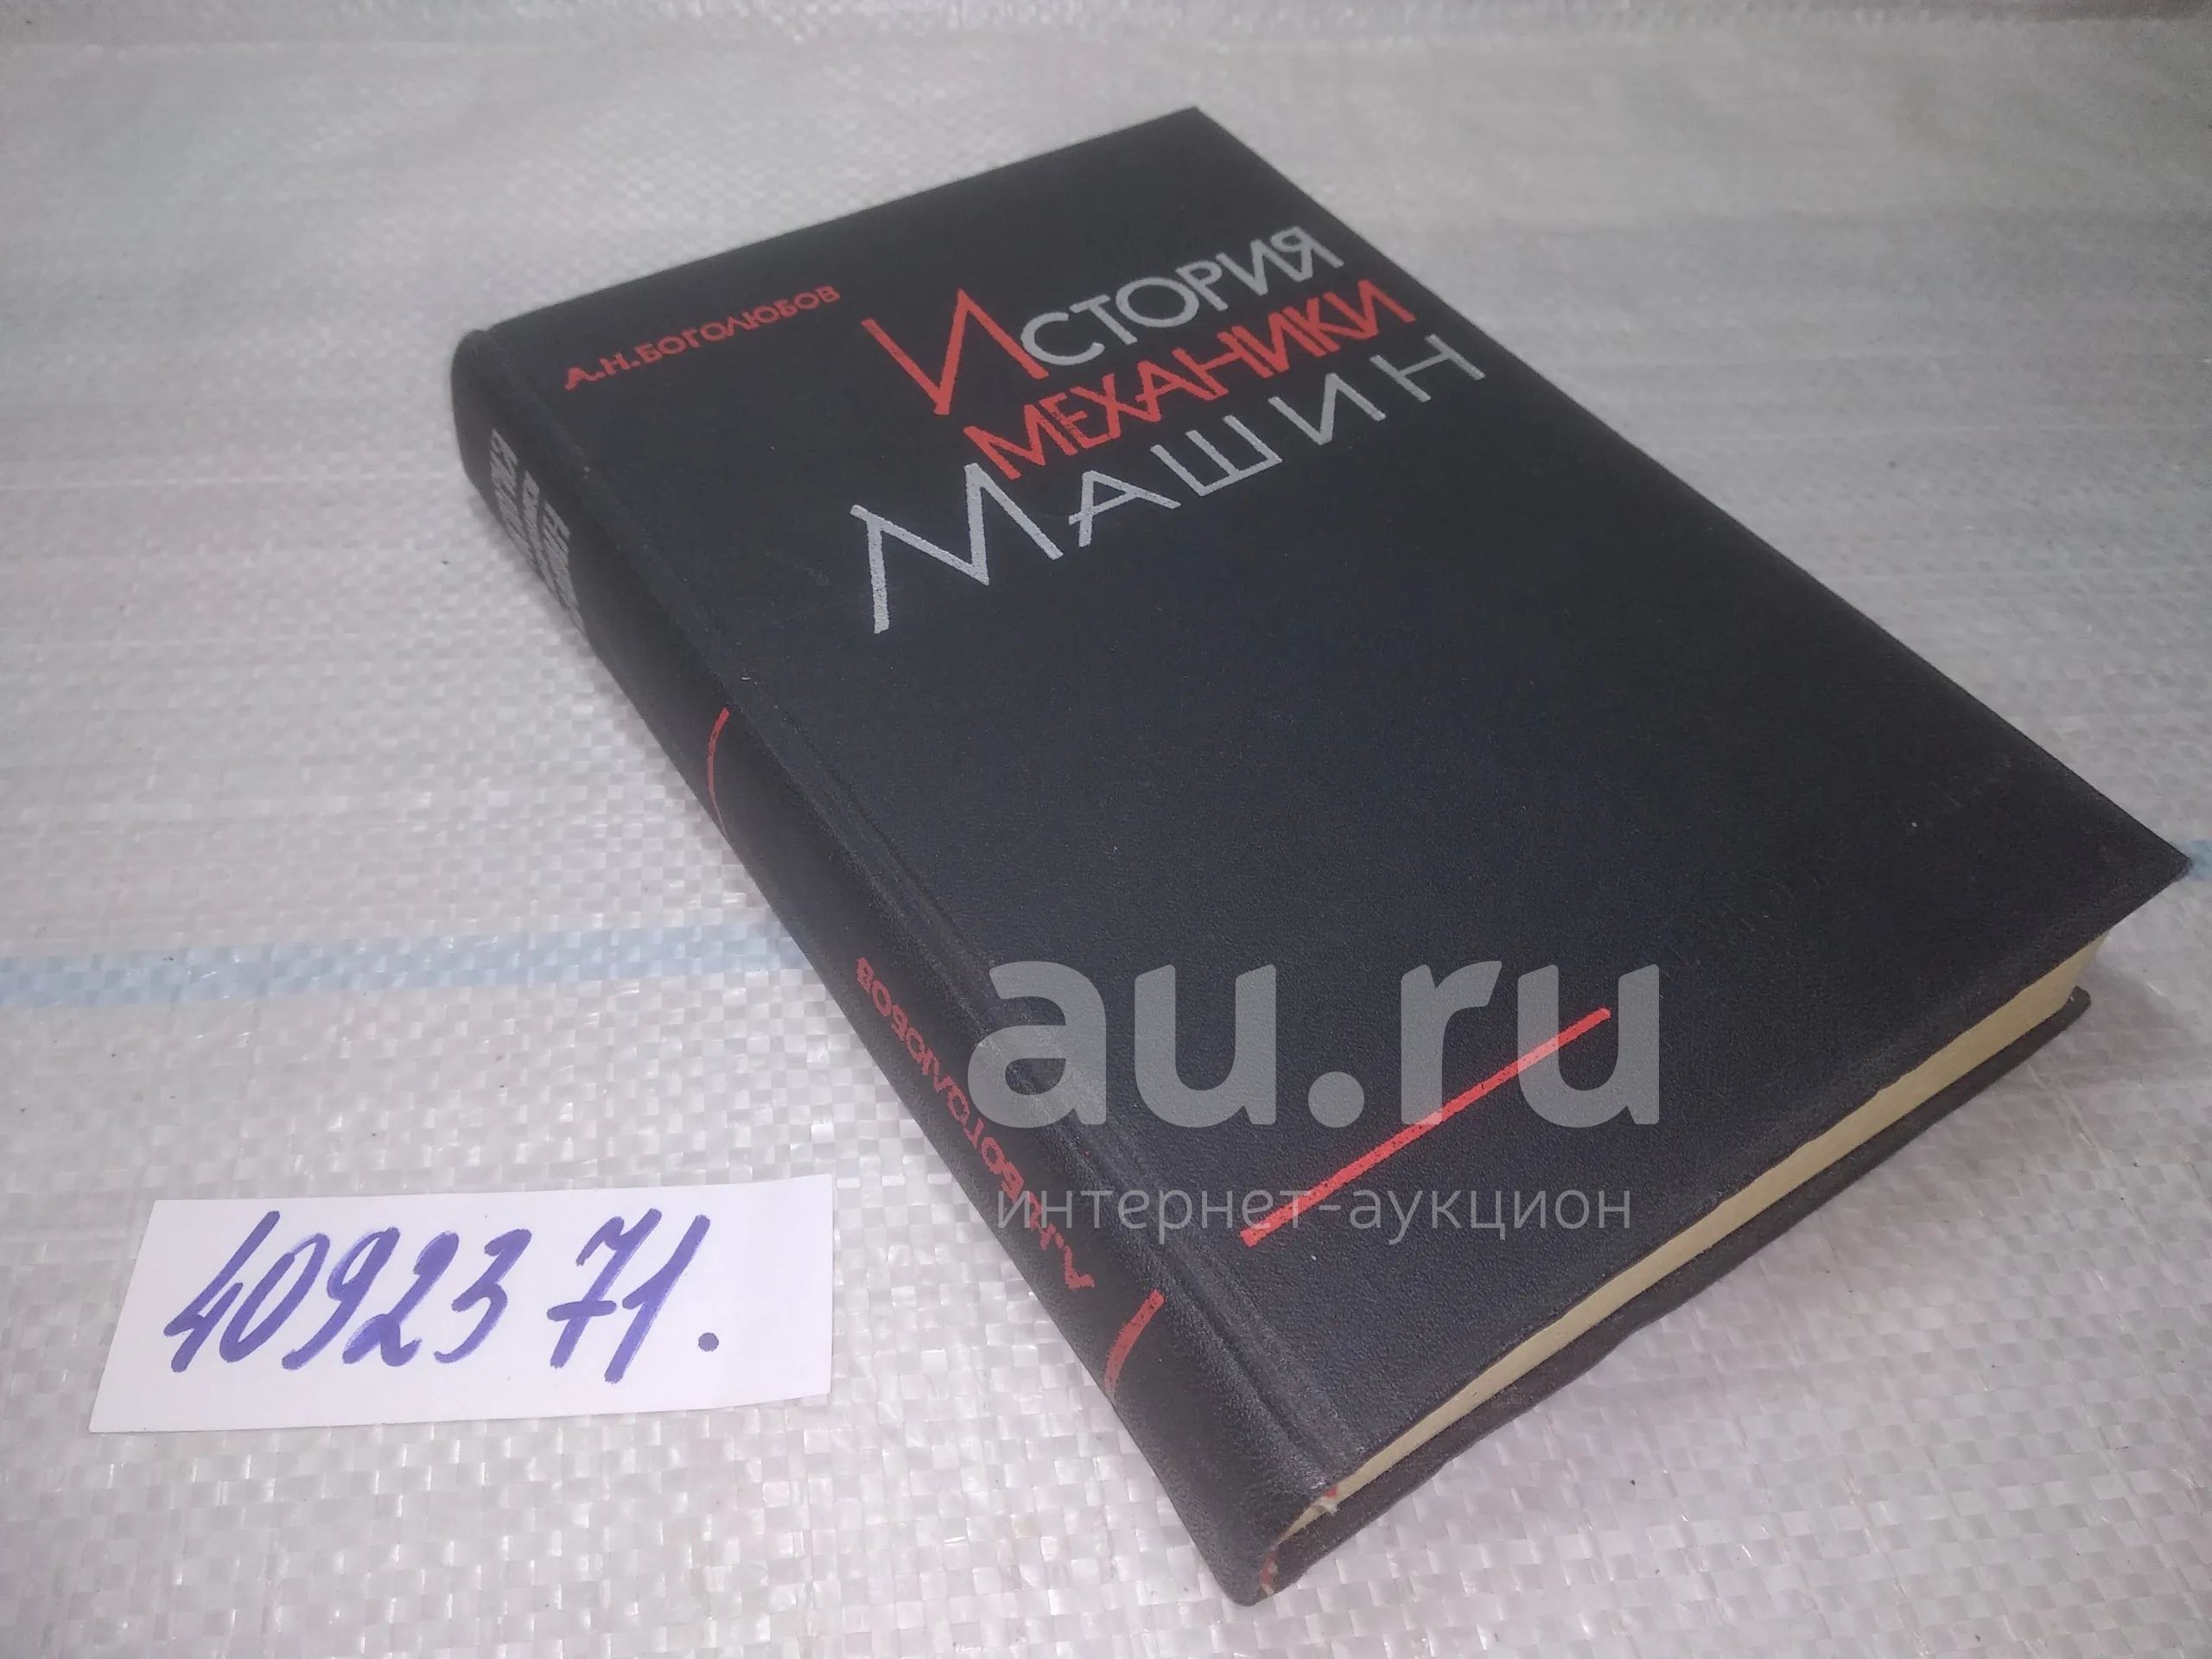 А.Н.БОГОЛЮБОВ
ИСТОРИЯ
МЕХАНИКИ
МАШИН
А.Н.БОГОЛЮБОВ
au.ru
интернет-аукцион
4092371.